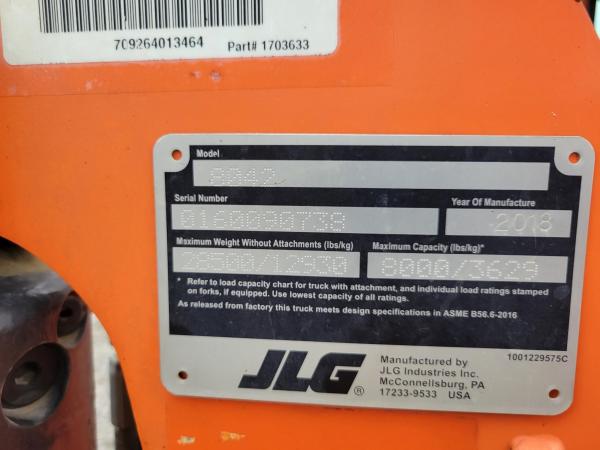 709264013464 Part# 1703633
Model
8042
Serial Number Year Of Manufacture
0160090738 2018
Maximum Weight Without Attachments (lbs/kg) Maximum Capacity (lbs/kg)*
28500/12930 8000/3629
* Refer to load capacity chart for truck with attachment, and individual load ratings stamped
on forks, if equipped. Use lowest capacity of all ratings.
As released from factory this truck meets design specifications in ASME B56.6-2016
JLG ®
Manufactured by
JLG Industries Inc.
McConnellsburg, PA
17233-9533 USA
1001229575C